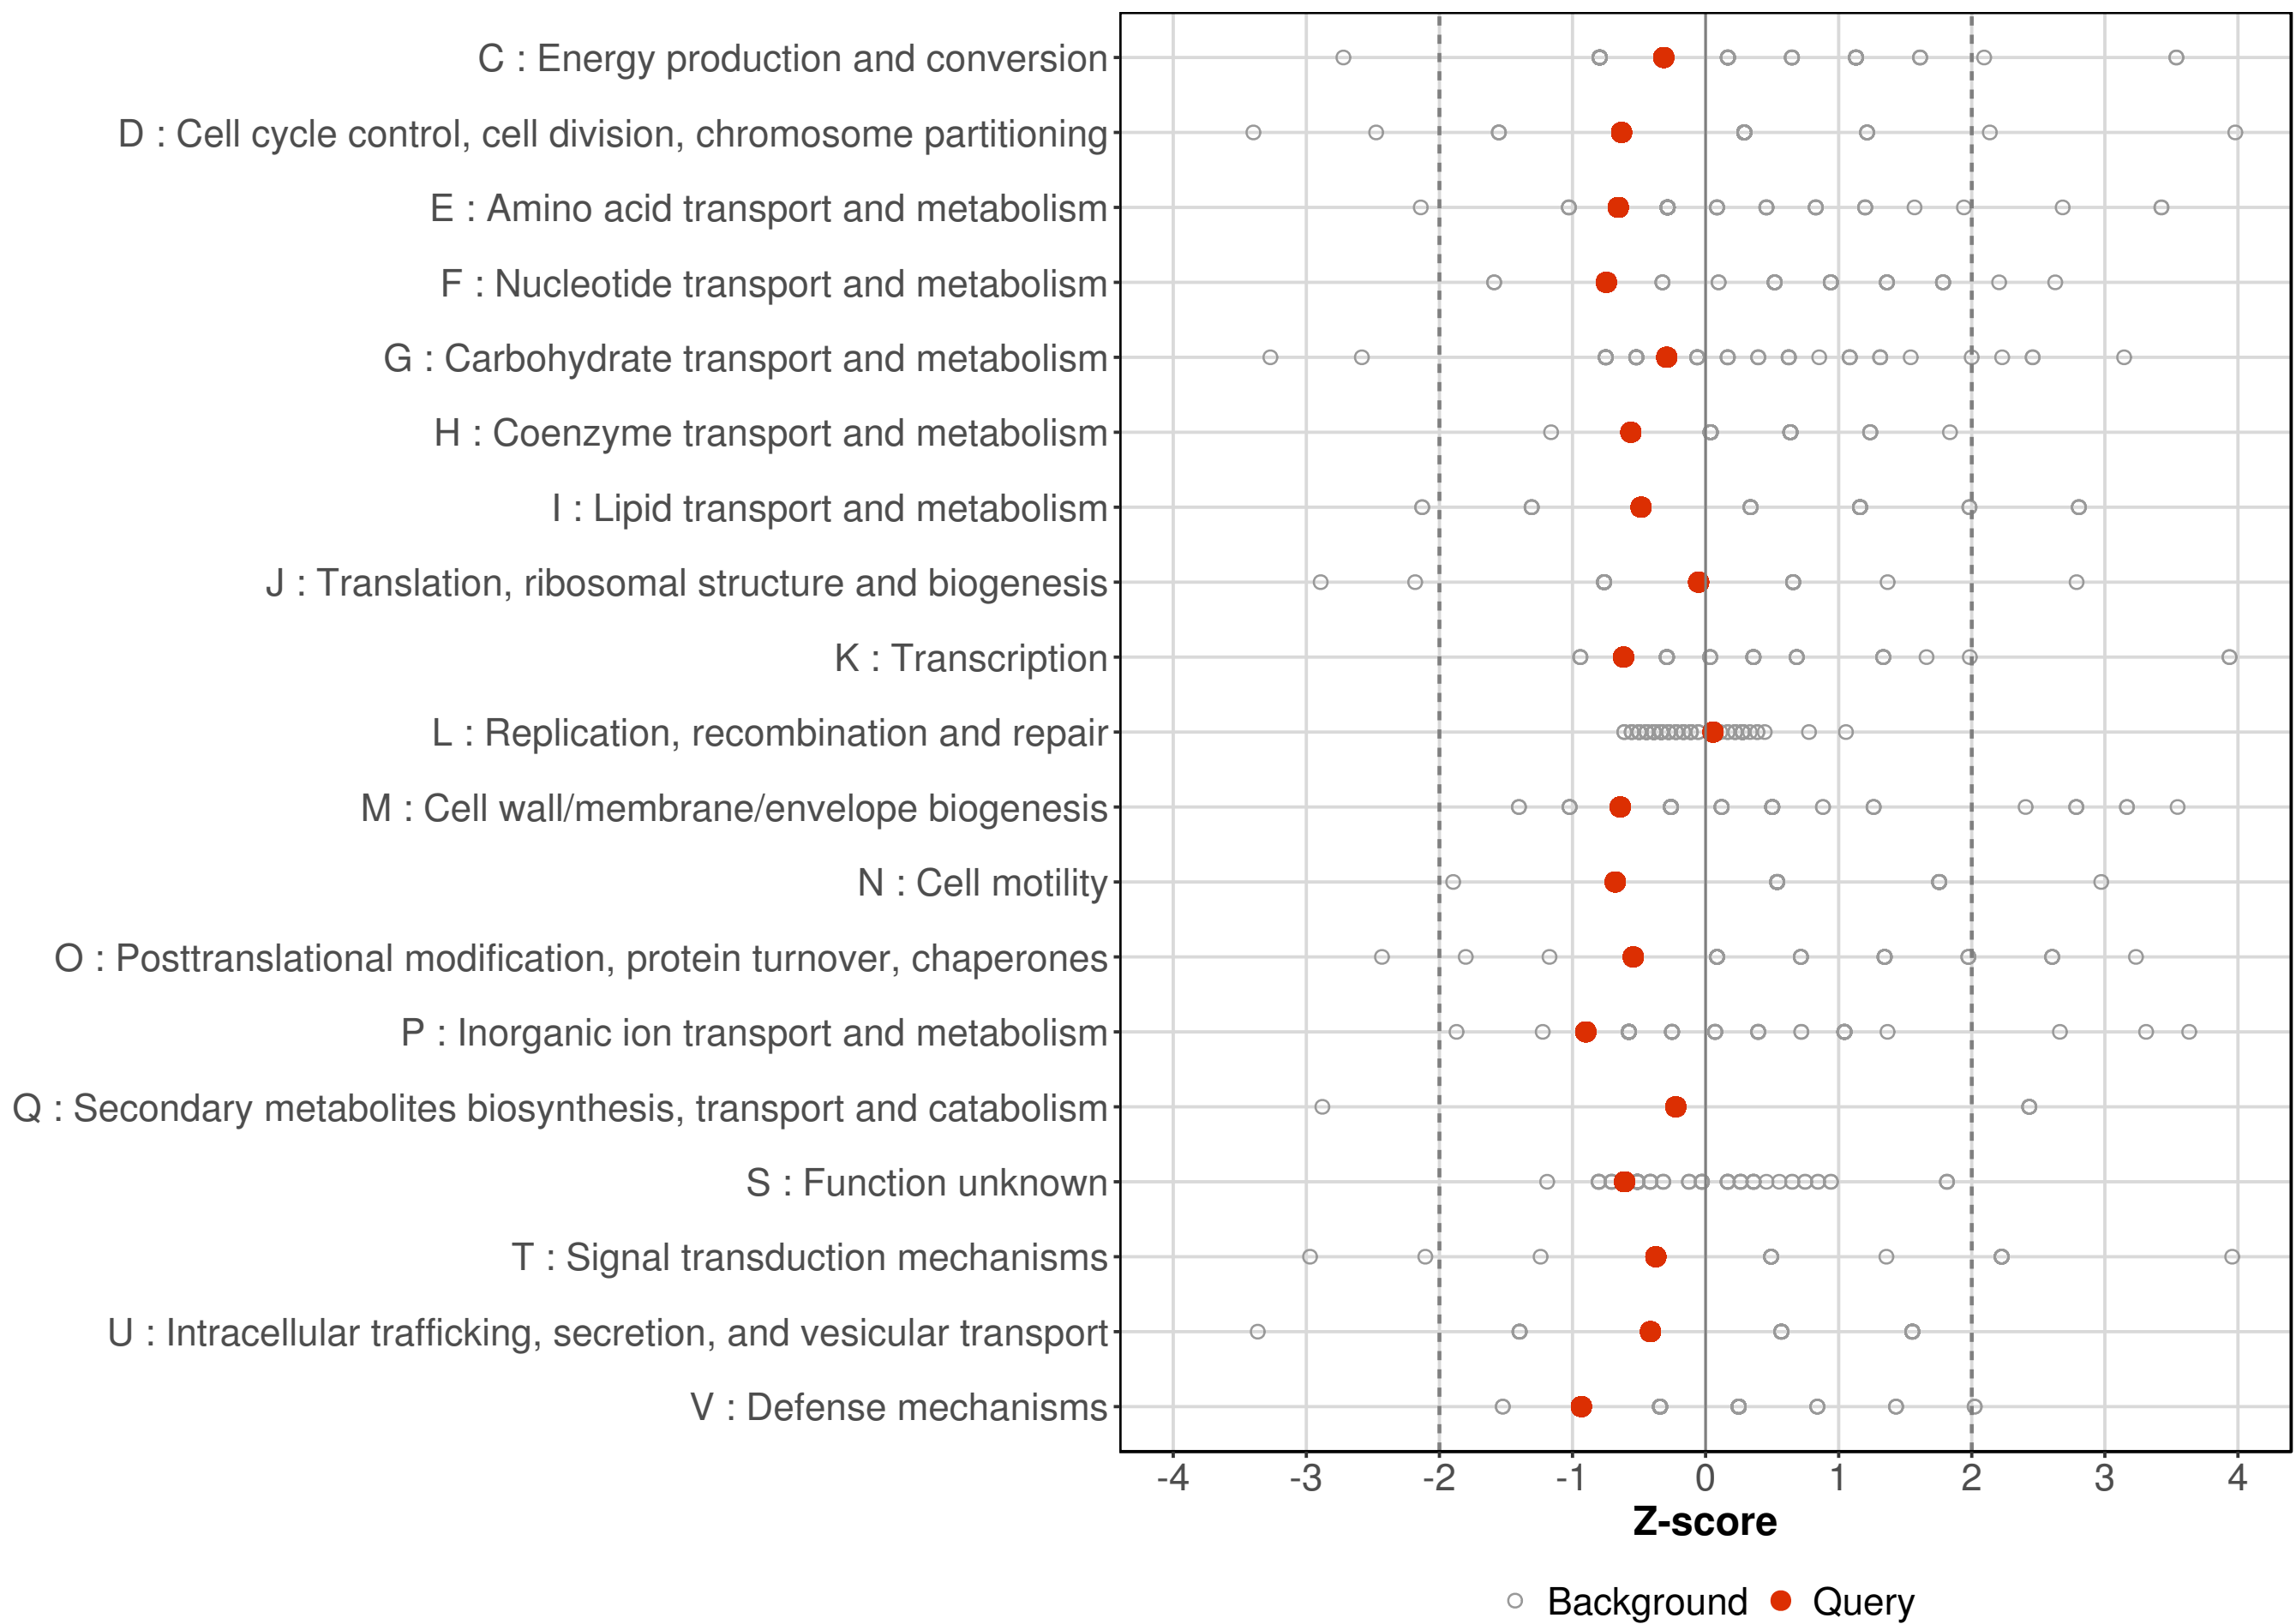 C : Energy production and conversion
D : Cell cycle control, cell division, chromosome partitioning
E : Amino acid transport and metabolism
F : Nucleotide transport and metabolism
G : Carbohydrate transport and metabolism
H : Coenzyme transport and metabolism
I : Lipid transport and metabolism
J : Translation, ribosomal structure and biogenesis
K : Transcription
L : Replication, recombination and repair
M : Cell wall/membrane/envelope biogenesis
N : Cell motility
O : Posttranslational modification, protein turnover, chaperones
P : Inorganic ion transport and metabolism
Q : Secondary metabolites biosynthesis, transport and catabolism
S : Function unknown
T : Signal transduction mechanisms
U : Intracellular trafficking, secretion, and vesicular transport
V : Defense mechanisms
-4 -3 -2 -1 0 1 2 3 4
Z-score
Background Query